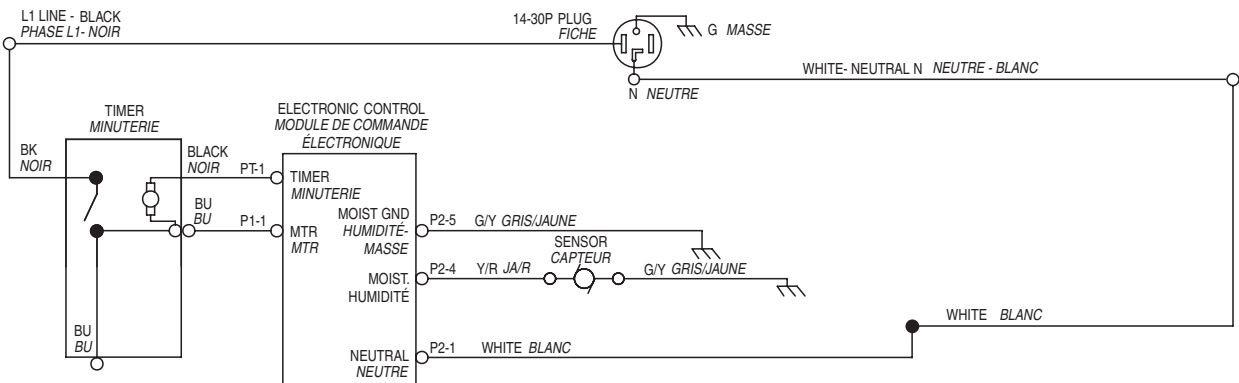 L1 LINE - BLACK
PHASE L1- NOIR
14-30P PLUG
FICHE
G MASSE
WHITE- NEUTRAL N NEUTRE - BLANC
N NEUTRE
TIMER
MINUTERIE
ELECTRONIC CONTROL
MODULE DE COMMANDE
ÉLECTRONIQUE
BK
NOIR
BLACK
NOIR
PT-1
TIMER
MINUTERIE
BU
BU
P1-1
MTR
MTR
MOIST GND
HUMIDITÉ-
MASSE
P2-5
G/Y GRIS/JAUNE
SENSOR
CAPTEUR
MOIST.
HUMIDITÉ
P2-4
Y/R JA/R
G/Y GRIS/JAUNE
WHITE BLANC
BU
BU
NEUTRAL
NEUTRE
P2-1
WHITE BLANC